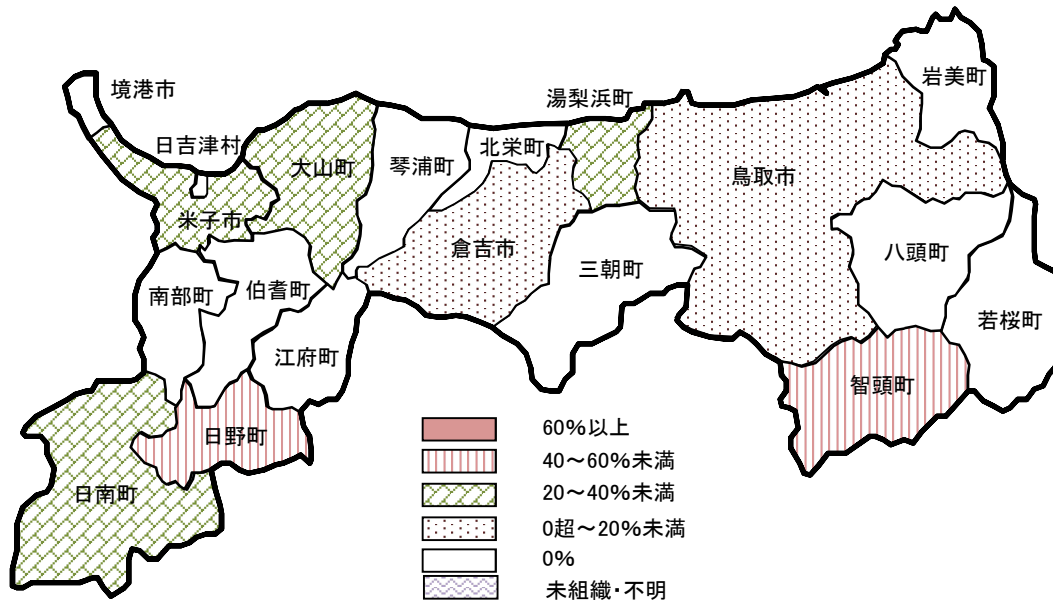 岩美町
境港市
湯梨浜町
日吉津村
北栄町
大山町
琴浦町
鳥取市
米子市
倉吉市
八頭町
三朝町
南部町
伯耆町
若桜町
江府町
智頭町
日野町
日南町
60%以上
40～60%未満
20～40%未満
0超～20%未満
0%
未組織・不明